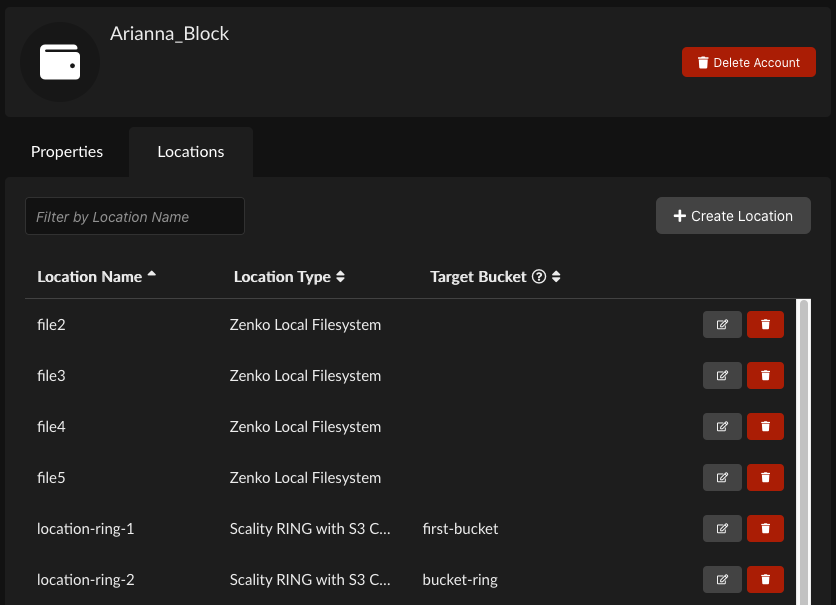 Arianna_Block
Delete Account
Properties Locations
Filter by Location Name
Create Location
Location Name Location Type Target Bucket
file2 Zenko Local Filesystem
file3 Zenko Local Filesystem
file4 Zenko Local Filesystem
file5 Zenko Local Filesystem
location-ring-1 Scality RING with S3 C... first-bucket
location-ring-2 Scality RING with S3 C... bucket-ring